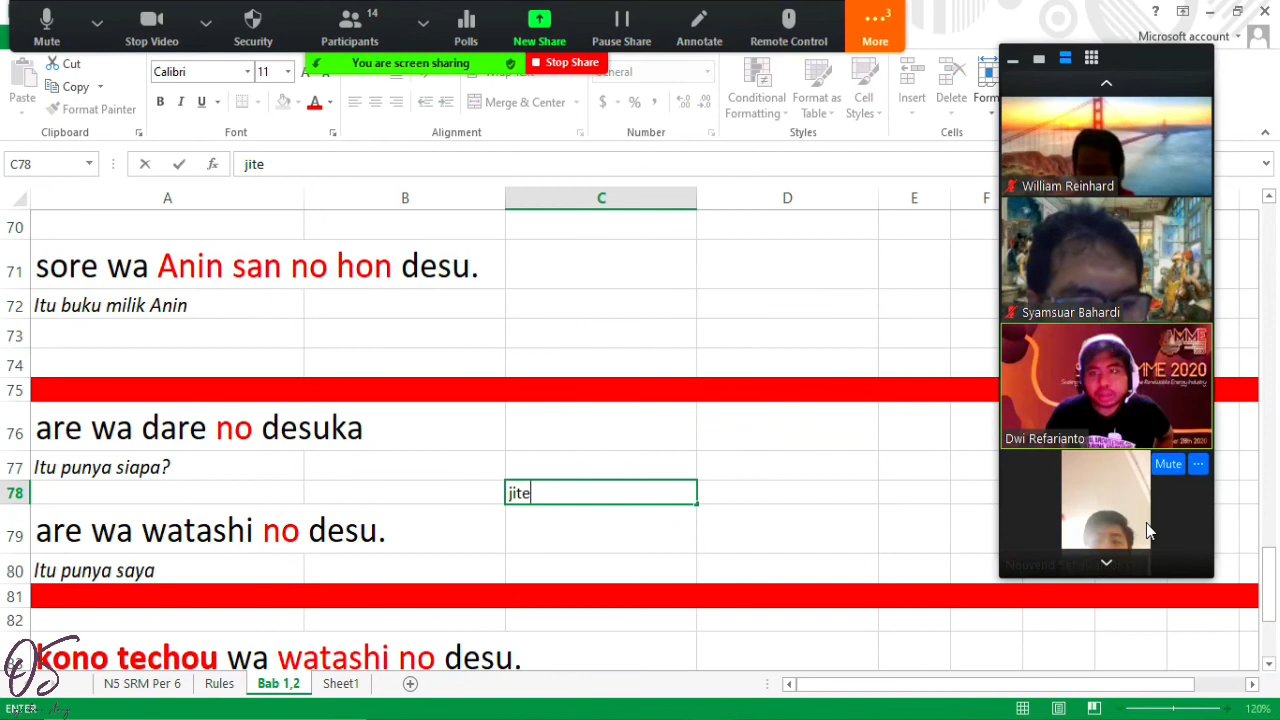 14
3
Mute
Stop Video
Security
Participants
Polls
New Share
Pause Share
Annotate
Remote Control
More
You are screen sharing
Stop Share
?
Microsoft account
Cut
Copy
Paste
Format Painter
Calibri
11
B I U
A
Merge & Center
General
$ % ,
Conditional
Formatting
Format as
Table
Cell
Styles
Insert
Delete
Form
Clipboard
Font
Alignment
Number
Styles
Cells
C78
fx
jite
A B C D E F
70
71 sore wa Anin san no hon desu.
72 Itu buku milik Anin
73
74
75
76 are wa dare no desuka
77 Itu punya siapa?
78 jite
79 are wa watashi no desu.
80 Itu punya saya
81
82
kono techou wa watashi no desu.
William Reinhard
Syamsuar Bahardi
MME 2020
Dwi Refarianto
Mute
N5 SRM Per 6
Rules
Bab 1,2
Sheet1
ENTER
120%